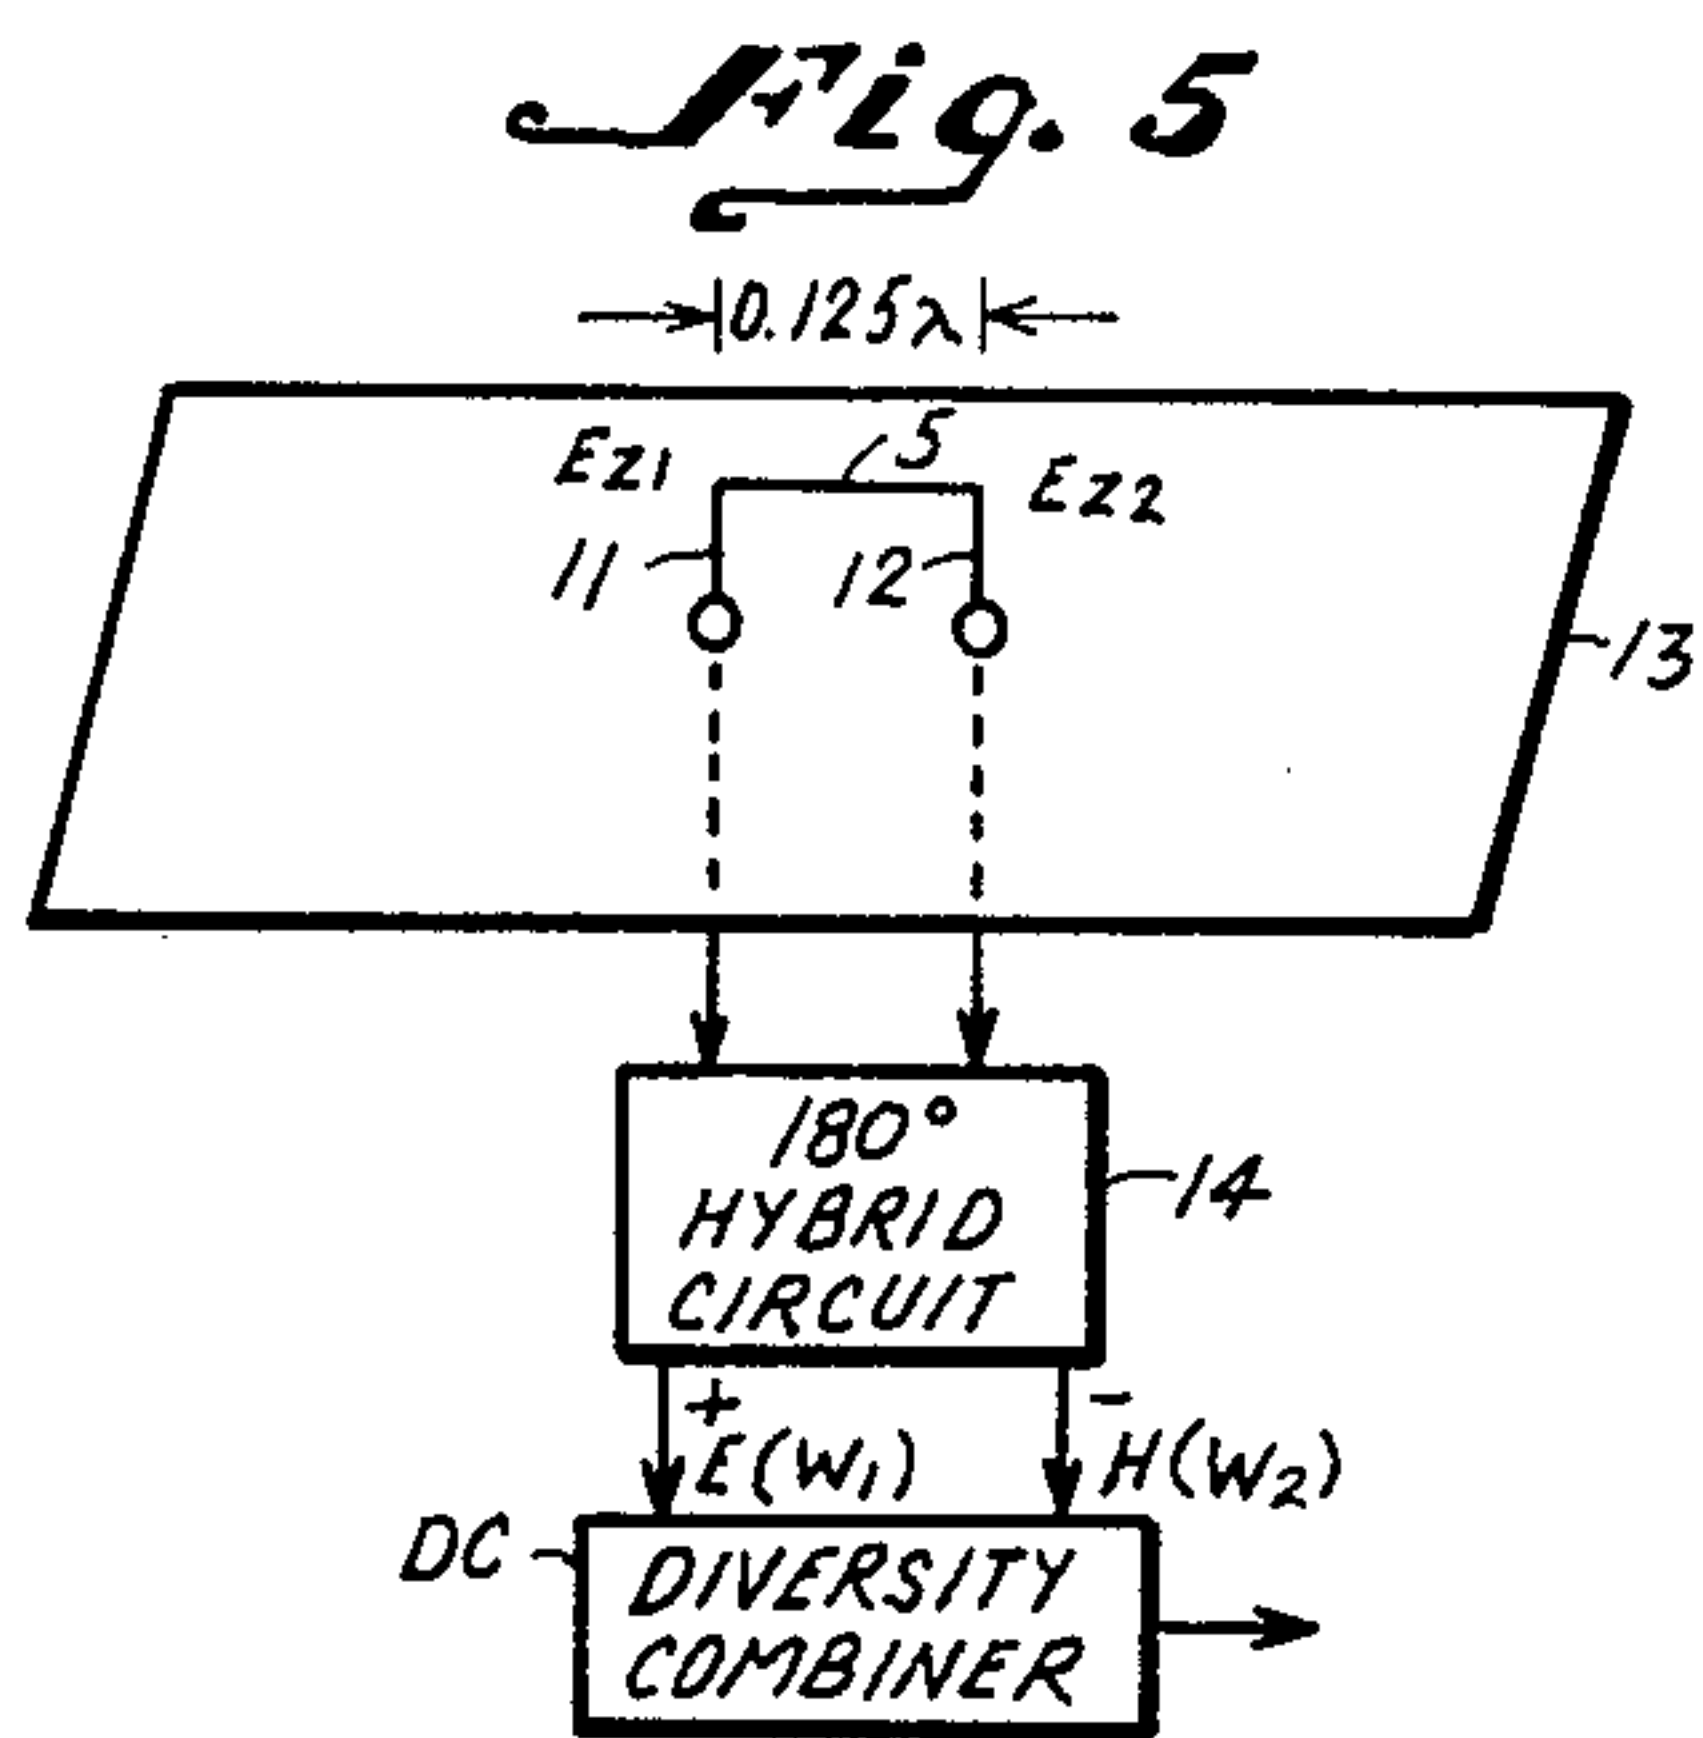 Fig. 5
0.125λ
5
Ez1
Ez2
11
12
13
180°
HYBRID
CIRCUIT
14
+
-
E(W1)
H(W2)
DC
DIVERSITY
COMBINER